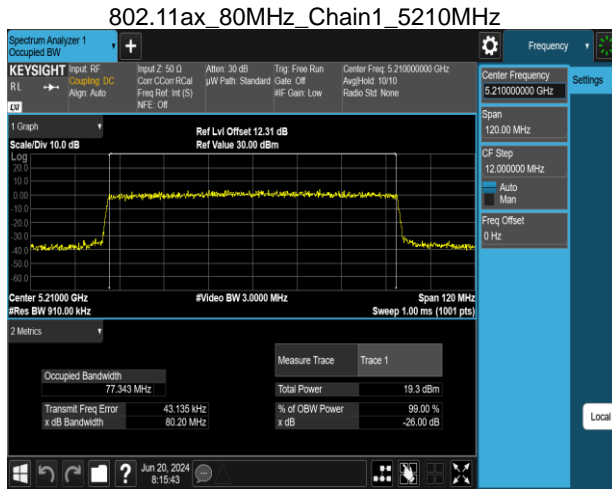 802.11ax_80MHz_Chain1_5210MHz
Spectrum Analyzer 1
Occupied BW
Frequency
KEYSIGHT
Input: RF
Coupling: DC
Align: Auto
R L
LXI
Input Z: 50 Ω
Corr CCorr RCal
Freq Ref: Int (S)
NFE: Off
Atten: 30 dB
µW Path: Standard
Trig: Free Run
Gate: Off
#IF Gain: Low
Center Freq: 5.210000000 GHz
Avg|Hold: 10/10
Radio Std: None
Center Frequency
5.210000000 GHz
Settings
Span
120.00 MHz
CF Step
12.000000 MHz
Auto
Man
Freq Offset
0 Hz
Local
1 Graph
Scale/Div 10.0 dB
Ref Lvl Offset 12.31 dB
Ref Value 30.00 dBm
Log
20.0
10.0
0.00
-10.0
-20.0
-30.0
-40.0
-50.0
-60.0
Center 5.21000 GHz
#Res BW 910.00 kHz
#Video BW 3.0000 MHz
Span 120 MHz
Sweep 1.00 ms (1001 pts)
2 Metrics
Measure Trace Trace 1
Occupied Bandwidth
77.343 MHz
Total Power 19.3 dBm
Transmit Freq Error 43.135 kHz
% of OBW Power 99.00 %
x dB Bandwidth 80.20 MHz
x dB -26.00 dB
Jun 20, 2024
8:15:43